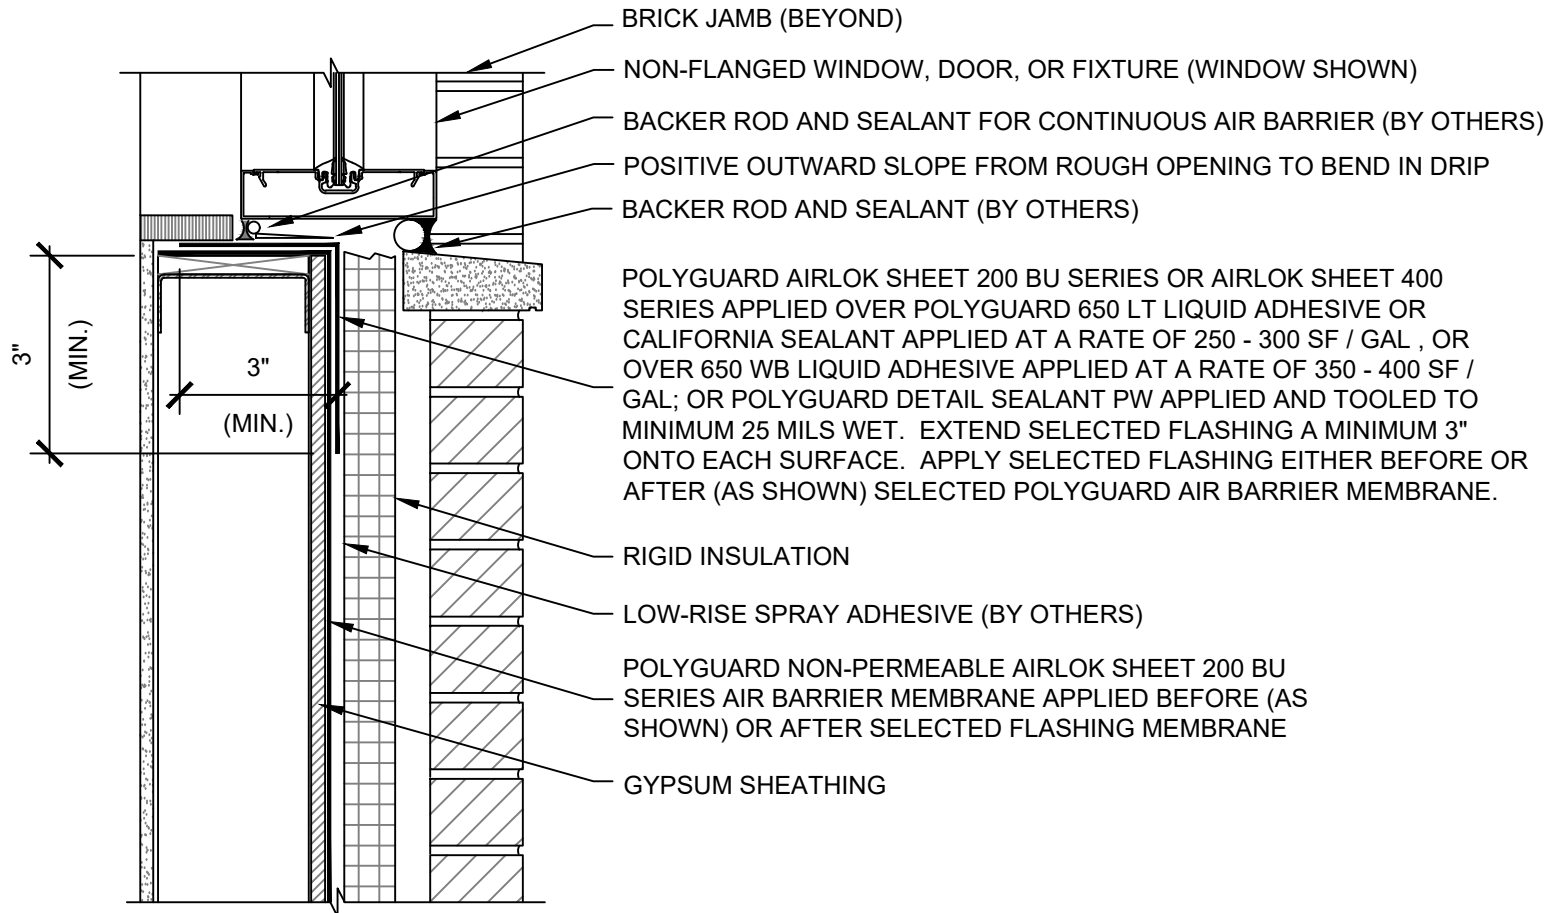 BRICK JAMB (BEYOND)
NON-FLANGED WINDOW, DOOR, OR FIXTURE (WINDOW SHOWN)
BACKER ROD AND SEALANT FOR CONTINUOUS AIR BARRIER (BY OTHERS)
POSITIVE OUTWARD SLOPE FROM ROUGH OPENING TO BEND IN DRIP
BACKER ROD AND SEALANT (BY OTHERS)
POLYGUARD AIRLOK SHEET 200 BU SERIES OR AIRLOK SHEET 400
SERIES APPLIED OVER POLYGUARD 650 LT LIQUID ADHESIVE OR
CALIFORNIA SEALANT APPLIED AT A RATE OF 250 - 300 SF / GAL , OR
OVER 650 WB LIQUID ADHESIVE APPLIED AT A RATE OF 350 - 400 SF /
GAL; OR POLYGUARD DETAIL SEALANT PW APPLIED AND TOOLED TO
MINIMUM 25 MILS WET.  EXTEND SELECTED FLASHING A MINIMUM 3"
ONTO EACH SURFACE.  APPLY SELECTED FLASHING EITHER BEFORE OR
AFTER (AS SHOWN) SELECTED POLYGUARD AIR BARRIER MEMBRANE.
3"
(MIN.)
3"
(MIN.)
RIGID INSULATION
LOW-RISE SPRAY ADHESIVE (BY OTHERS)
POLYGUARD NON-PERMEABLE AIRLOK SHEET 200 BU
SERIES AIR BARRIER MEMBRANE APPLIED BEFORE (AS
SHOWN) OR AFTER SELECTED FLASHING MEMBRANE
GYPSUM SHEATHING